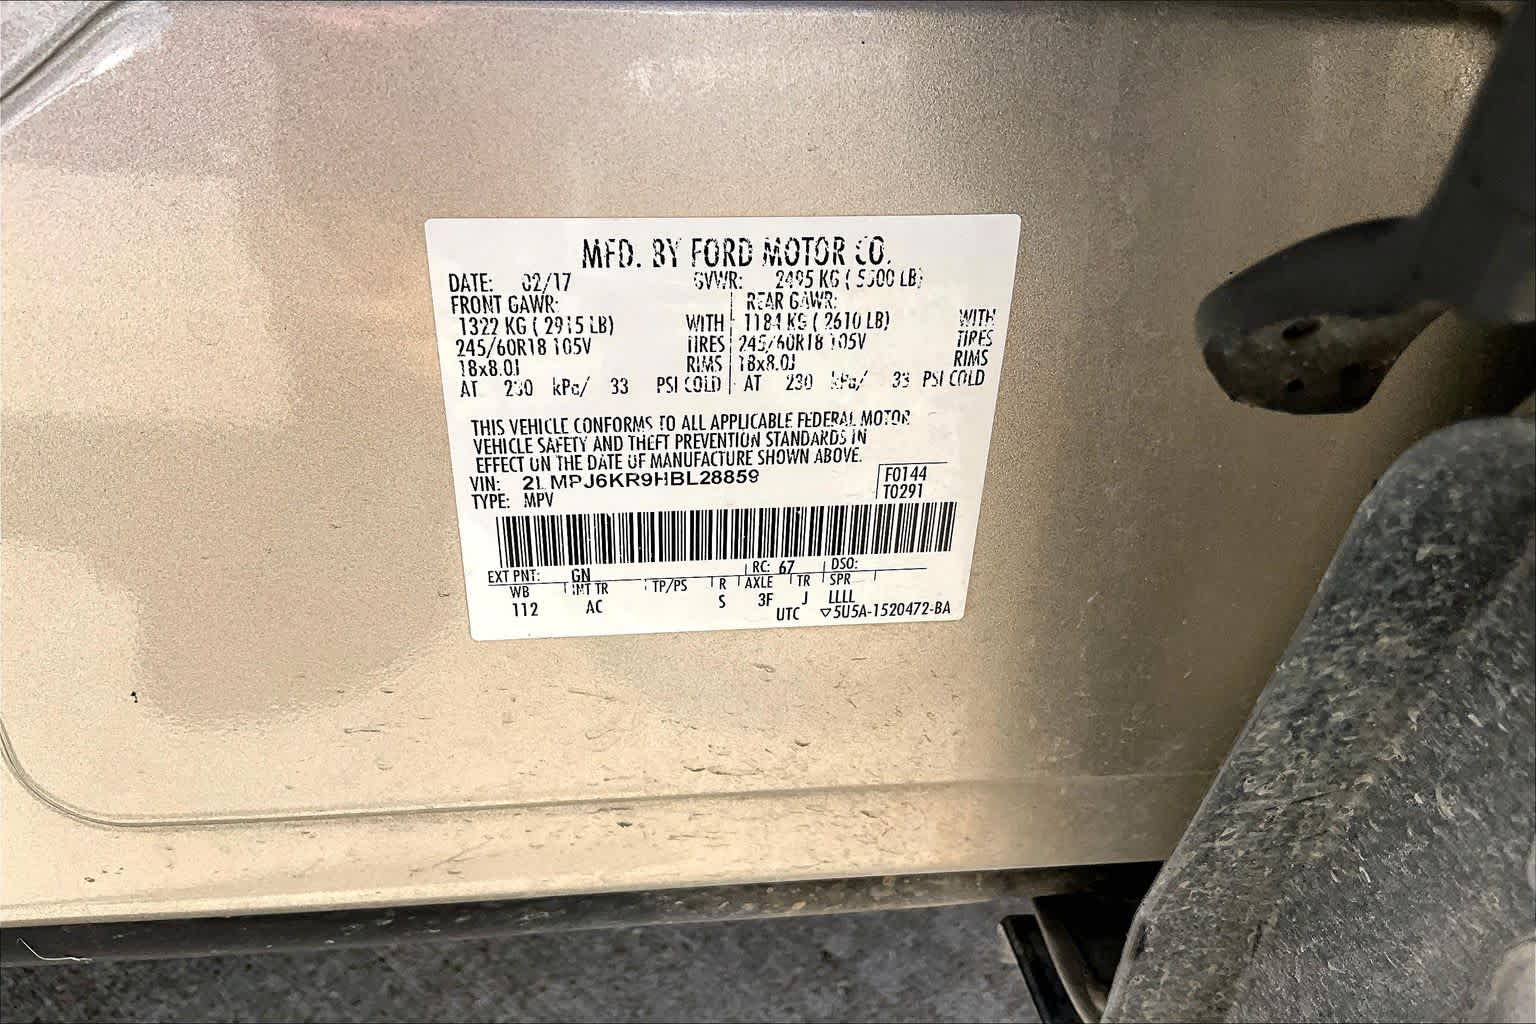 MFD. BY FORD MOTOR CO.
DATE: 02/17 GVWR: 2495 KG ( 5500 LB)
FRONT GAWR: REAR GAWR:
1322 KG ( 2915 LB) WITH 1184 KG ( 2610 LB) WITH
245/60R18 105V TIRES 245/60R18 105V TIRES
18x8.0J RIMS 18x8.0J RIMS
AT 230 kPa/ 33 PSI COLD AT 230 kPa/ 33 PSI COLD
THIS VEHICLE CONFORMS TO ALL APPLICABLE FEDERAL MOTOR
VEHICLE SAFETY AND THEFT PREVENTION STANDARDS IN
EFFECT ON THE DATE OF MANUFACTURE SHOWN ABOVE.
VIN: 2LMPJ6KR9HBL28859 F0144
TYPE: MPV T0291
EXT PNT: GN RC: 67 DSO:
WB INT TR TP/PS R AXLE TR SPR
112 AC S 3F J LLLL
UTC ▽5U5A-1520472-BA